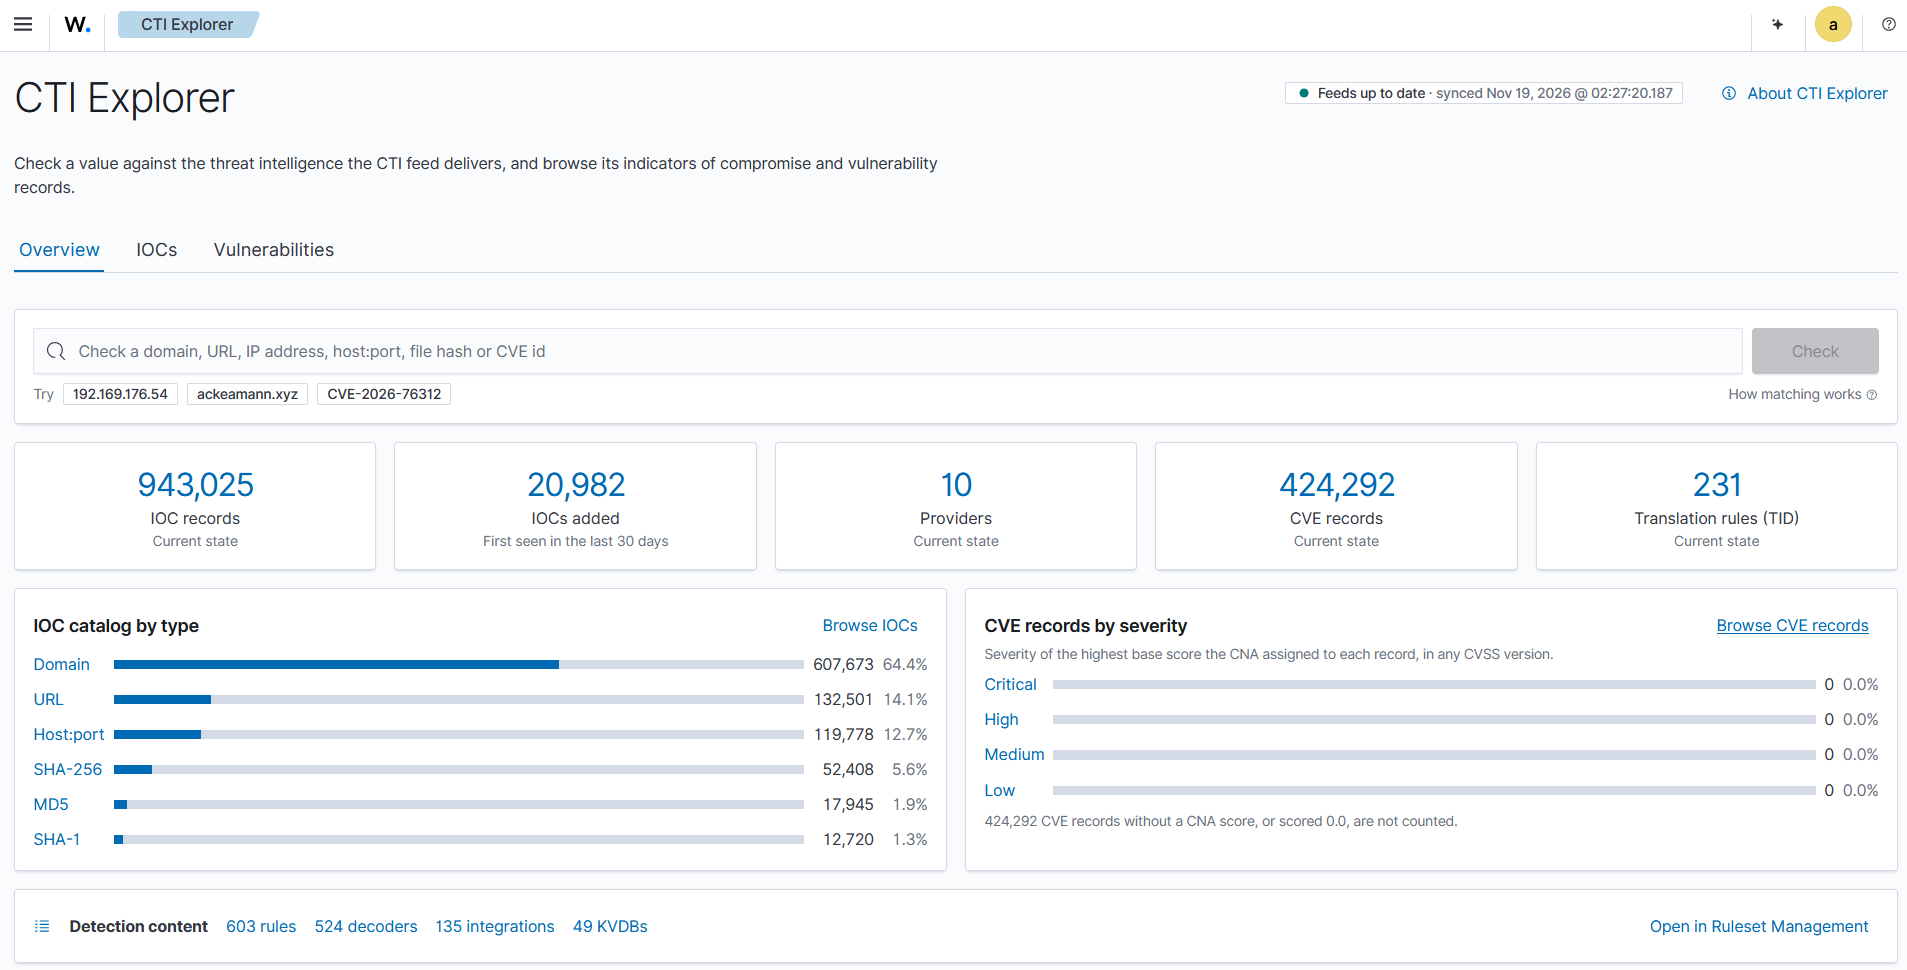 W.
CTI Explorer
a
CTI Explorer
Feeds up to date · synced Nov 19, 2026 @ 02:27:20.187
About CTI Explorer
Check a value against the threat intelligence the CTI feed delivers, and browse its indicators of compromise and vulnerability
records.
Overview
IOCs
Vulnerabilities
Check a domain, URL, IP address, host:port, file hash or CVE id
Check
Try
192.169.176.54
ackeamann.xyz
CVE-2026-76312
How matching works
943,025
IOC records
Current state
20,982
IOCs added
First seen in the last 30 days
10
Providers
Current state
424,292
CVE records
Current state
231
Translation rules (TID)
Current state
IOC catalog by type
Browse IOCs
Domain 607,673 64.4%
URL 132,501 14.1%
Host:port 119,778 12.7%
SHA-256 52,408 5.6%
MD5 17,945 1.9%
SHA-1 12,720 1.3%
CVE records by severity
Browse CVE records
Severity of the highest base score the CNA assigned to each record, in any CVSS version.
Critical 0 0.0%
High 0 0.0%
Medium 0 0.0%
Low 0 0.0%
424,292 CVE records without a CNA score, or scored 0.0, are not counted.
Detection content 603 rules 524 decoders 135 integrations 49 KVDBs
Open in Ruleset Management